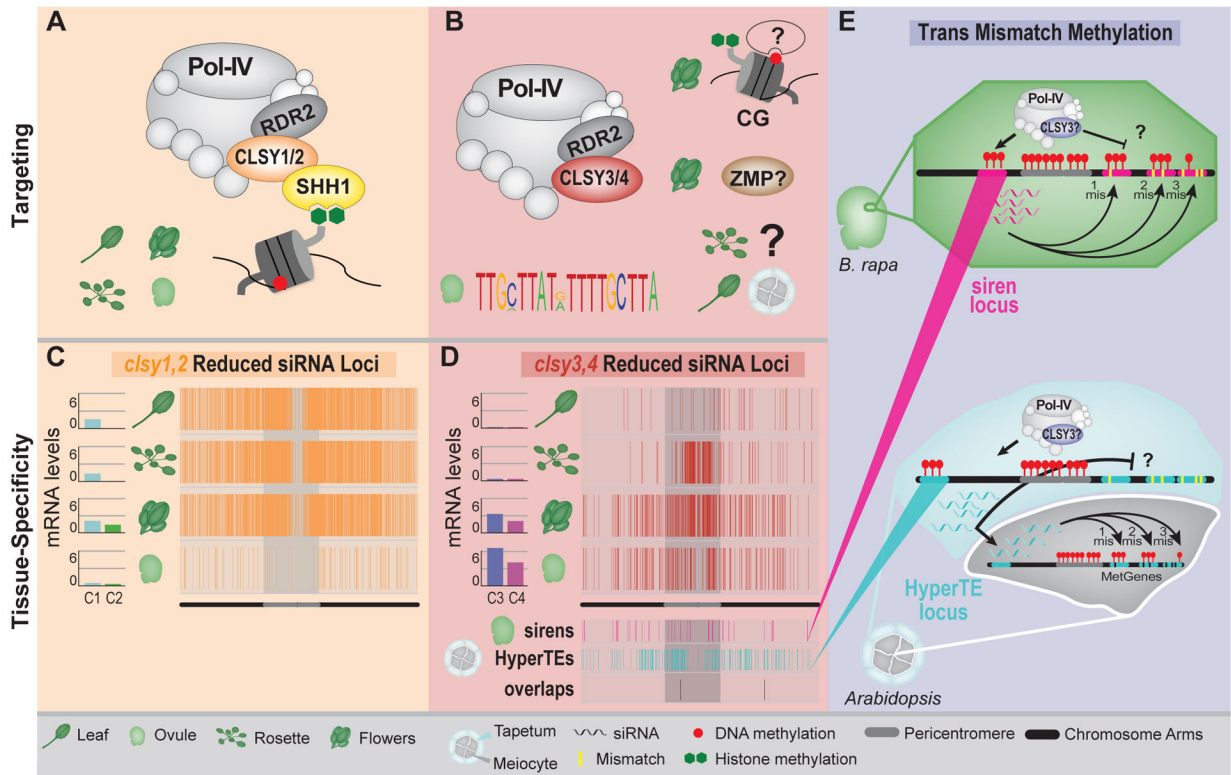 A
Pol-IV
RDR2
CLSY1/2
SHH1
Targeting
B
Pol-IV
RDR2
CLSY3/4
?
CG
ZMP?
?
TTGCTTATGTTTTGCTTA
C A
E
Trans Mismatch Methylation
Pol-IV
CLSY3?
?
1 mis
2 mis
3 mis
B. rapa
siren locus
C
clsy1,2 Reduced siRNA Loci
Tissue-Specificity
mRNA levels
6
0
6
0
6
0
6
0
C1 C2
D
clsy3,4 Reduced siRNA Loci
mRNA levels
6
0
6
0
6
0
6
0
C3 C4
sirens
HyperTEs
overlaps
Pol-IV
CLSY3?
?
1 mis
2 mis
3 mis
MetGenes
HyperTE locus
Arabidopsis
Leaf
Ovule
Rosette
Flowers
Tapetum
Meiocyte
siRNA
Mismatch
DNA methylation
Histone methylation
Pericentromere
Chromosome Arms